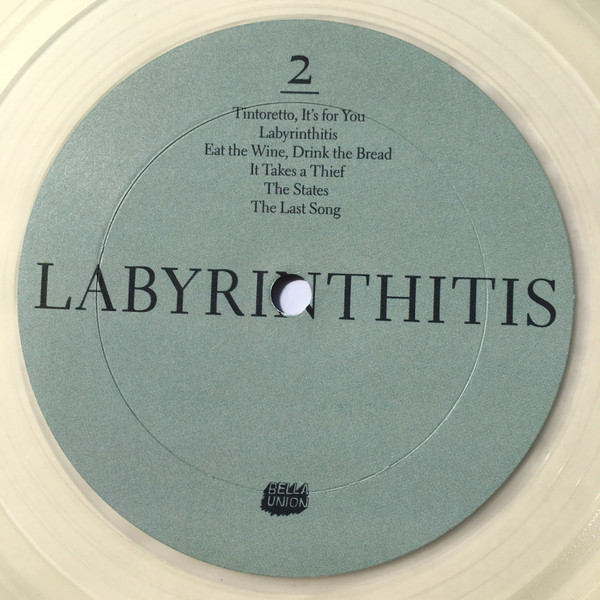 2
Tintoretto, It's for You
Labyrinthitis
Eat the Wine, Drink the Bread
It Takes a Thief
The States
The Last Song
LABYRINTHITIS
BELLA
UNION